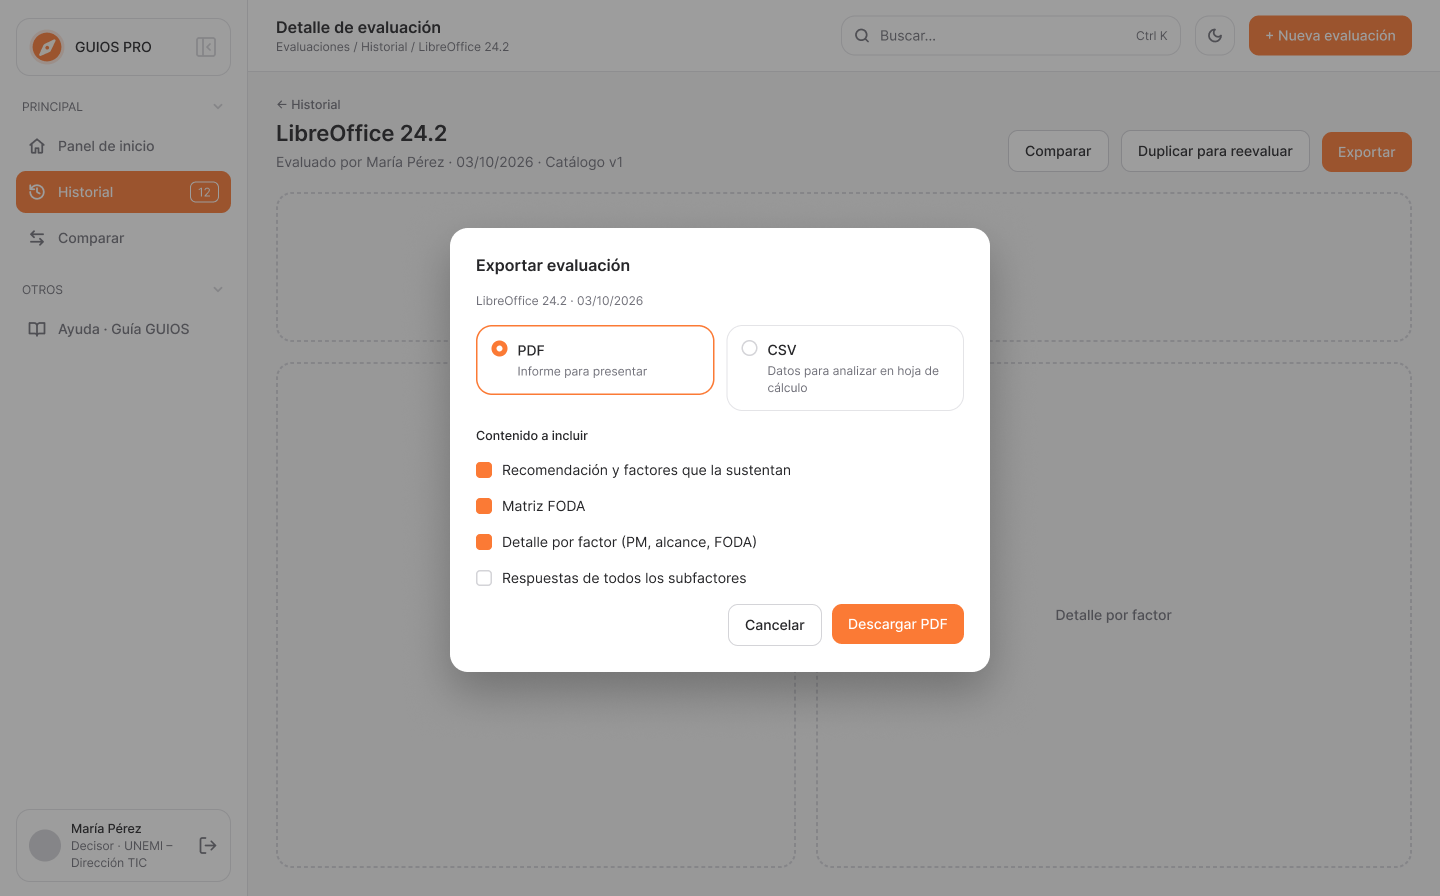 GUIOS PRO
PRINCIPAL
Panel de inicio
Historial
12
Comparar
OTROS
Ayuda · Guía GUIOS
María Pérez
Decisor · UNEMI –
Dirección TIC
Detalle de evaluación
Evaluaciones / Historial / LibreOffice 24.2
Buscar...
Ctrl K
+ Nueva evaluación
← Historial
LibreOffice 24.2
Evaluado por María Pérez · 03/10/2026 · Catálogo v1
Comparar
Duplicar para reevaluar
Exportar
Exportar evaluación
LibreOffice 24.2 · 03/10/2026
PDF
Informe para presentar
CSV
Datos para analizar en hoja de
cálculo
Contenido a incluir
Recomendación y factores que la sustentan
Matriz FODA
Detalle por factor (PM, alcance, FODA)
Respuestas de todos los subfactores
Cancelar
Descargar PDF
Detalle por factor